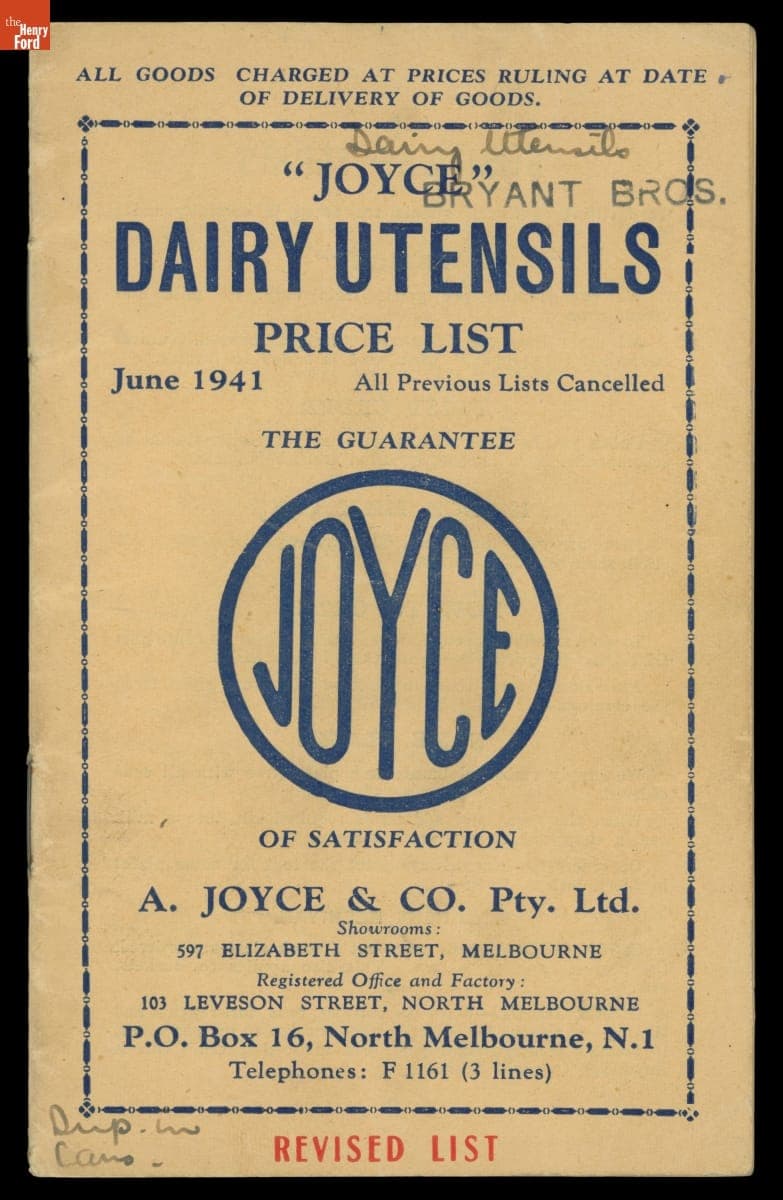 the
Henry
Ford
ALL GOODS CHARGED AT PRICES RULING AT DATE
OF DELIVERY OF GOODS.
Dairy Utensils
"JOYCE"
BRYANT BROS.
DAIRY UTENSILS
PRICE LIST
June 1941 All Previous Lists Cancelled
THE GUARANTEE
JOYCE
OF SATISFACTION
A. JOYCE & CO. Pty. Ltd.
Showrooms:
597 ELIZABETH STREET, MELBOURNE
Registered Office and Factory:
103 LEVESON STREET, NORTH MELBOURNE
P.O. Box 16, North Melbourne, N.1
Telephones: F 1161 (3 lines)
Dup. in
Cans.
REVISED LIST